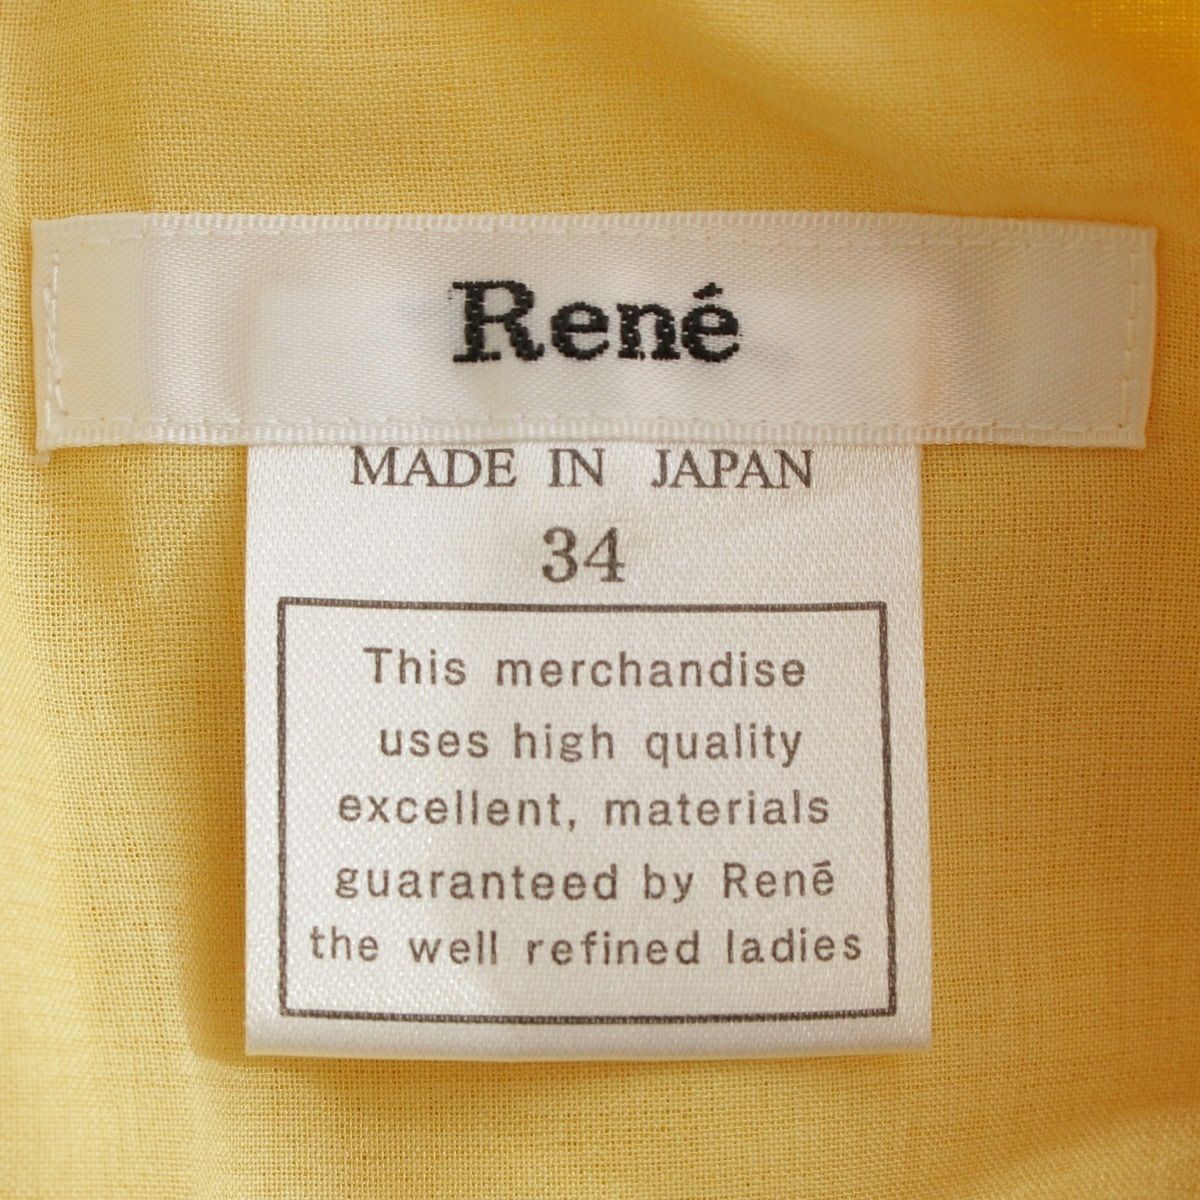 René
MADE IN JAPAN
34
This merchandise
uses high quality
excellent, materials
guaranteed by René
the well refined ladies